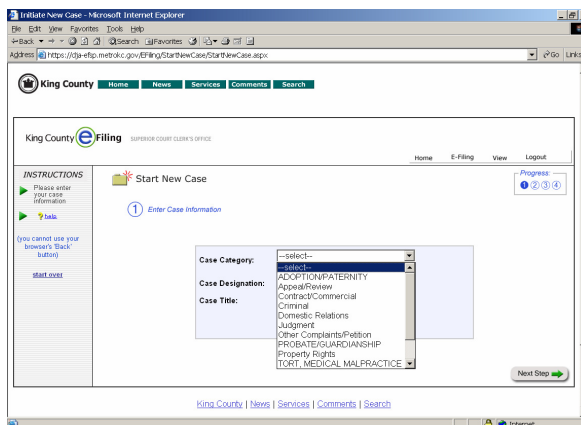 Initiate New Case - Microsoft Internet Explorer
File Edit View Favorites Tools Help
Back Search Favorites
Address https://dja-efsp.metrokc.gov/EFiling/StartNewCase/StartNewCase.aspx Go Links
King County Home News Services Comments Search
King County eFiling SUPERIOR COURT CLERK'S OFFICE
Home E-Filing View Logout
INSTRUCTIONS
Please enter
your case
information
? help
(you cannot use your
browser's 'Back'
button)
start over
Start New Case
Progress:
1 2 3 4
1 Enter Case Information
Case Category: --select--
--select--
ADOPTION/PATERNITY
Appeal/Review
Case Designation:
Contract/Commercial
Case Title:
Criminal
Domestic Relations
Judgment
Other Complaints/Petition
PROBATE/GUARDIANSHIP
Property Rights
TORT, MEDICAL MALPRACTICE
Next Step
King County | News | Services | Comments | Search
Internet